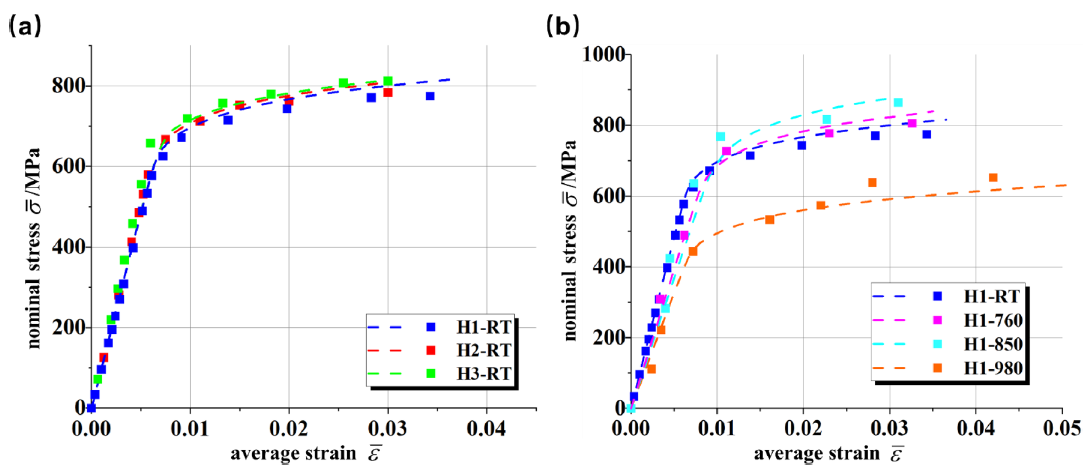 (a)
nominal stress σ̅ /MPa
800
600
400
200
0
0.00 0.01 0.02 0.03 0.04
average strain ε̅
H1-RT
H2-RT
H3-RT
(b)
nominal stress σ̅ /MPa
1000
800
600
400
200
0
0.00 0.01 0.02 0.03 0.04 0.05
average strain ε̅
H1-RT
H1-760
H1-850
H1-980